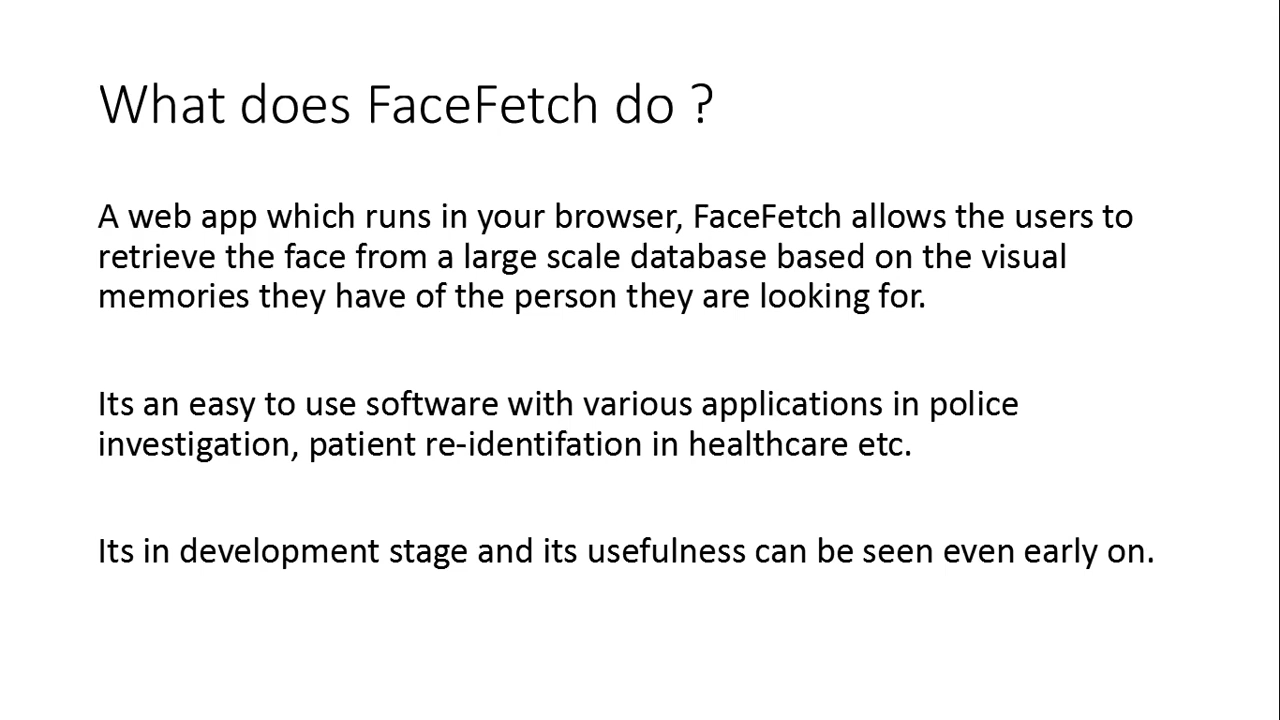 What does FaceFetch do ?
A web app which runs in your browser, FaceFetch allows the users to
retrieve the face from a large scale database based on the visual
memories they have of the person they are looking for.
Its an easy to use software with various applications in police
investigation, patient re-identifation in healthcare etc.
Its in development stage and its usefulness can be seen even early on.